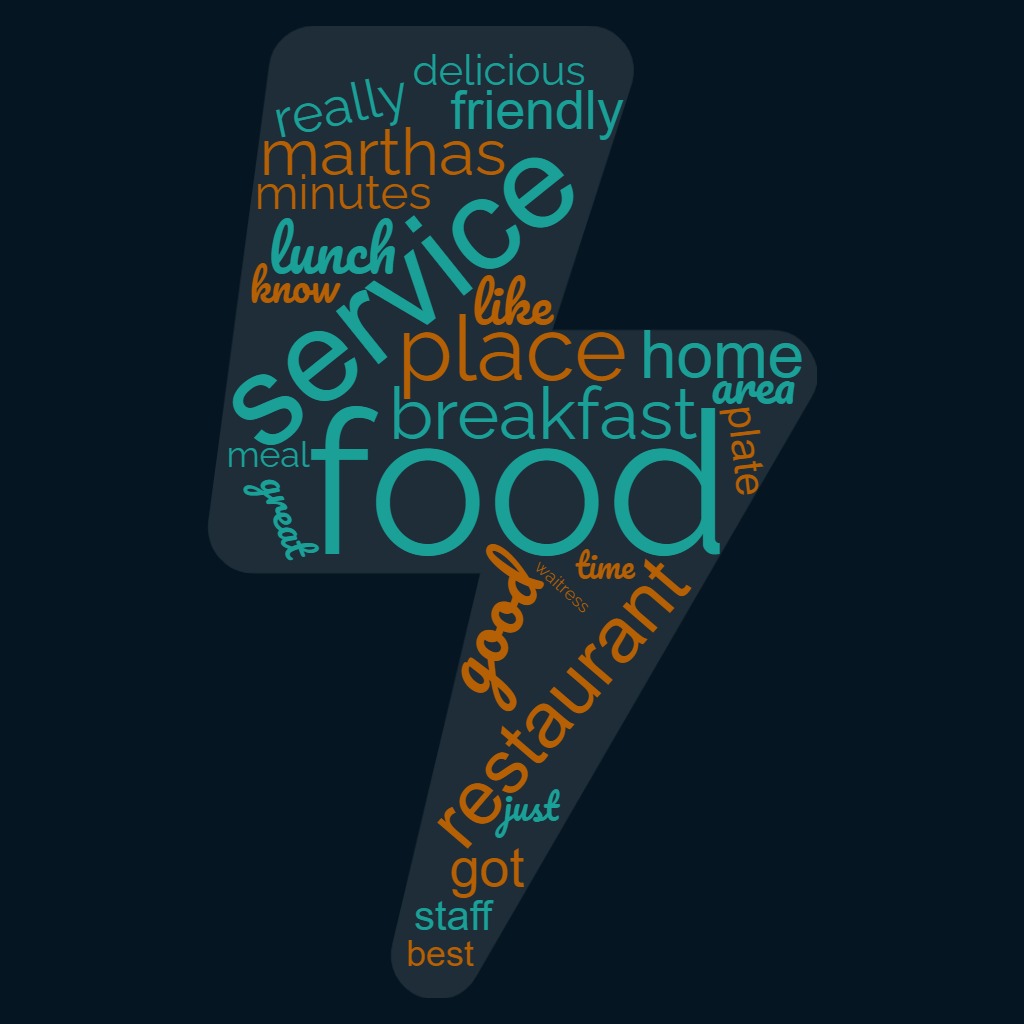 delicious
really
friendly
marthas
minutes
service
lunch
know
like
place
home
area
breakfast
plate
food
meal
great
good
waitress
time
restaurant
just
got
staff
best